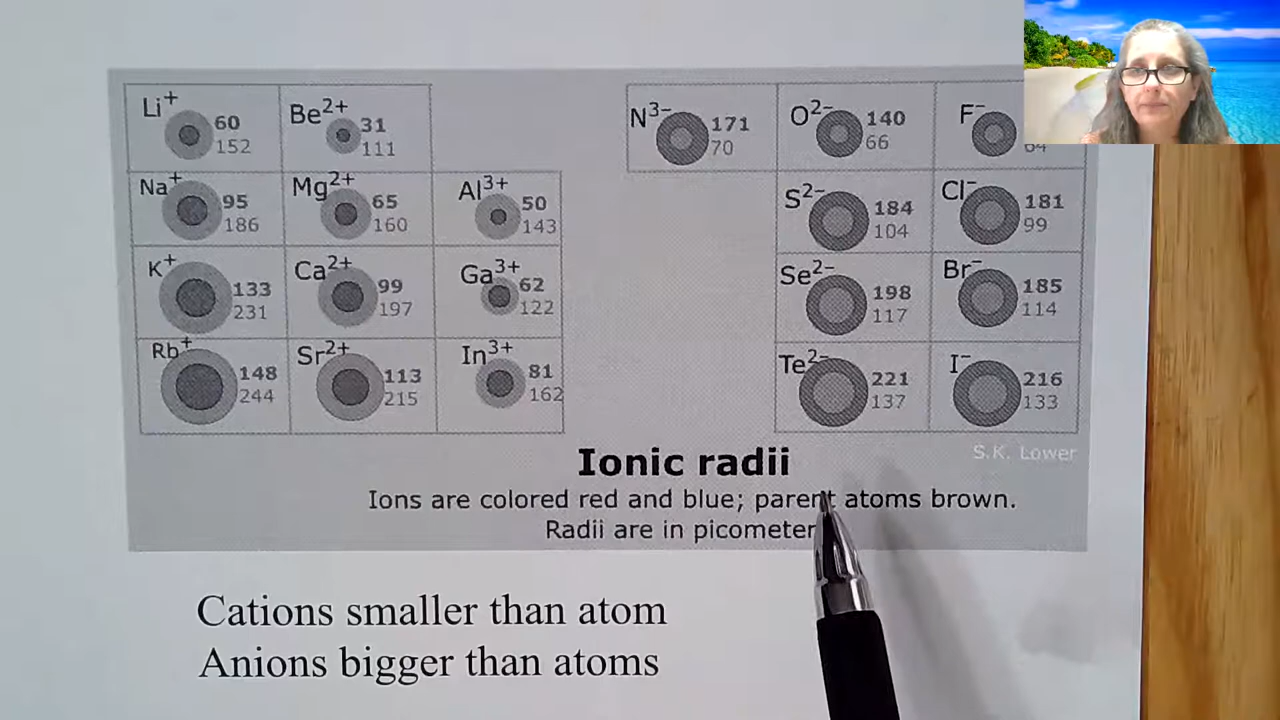 Li+ 60 152 Be2+ 31 111 N3− 171 70 O2− 140 66 F−
Na+ 95 186 Mg2+ 65 160 Al3+ 50 143 S2− 184 104 Cl− 181 99
K+ 133 231 Ca2+ 99 197 Ga3+ 62 122 Se2− 198 117 Br− 185 114
Rb+ 148 244 Sr2+ 113 215 In3+ 81 162 Te2− 221 137 I− 216 133
Ionic radii
S.K. Lower
Ions are colored red and blue; parent atoms brown.
Radii are in picometer
Cations smaller than atom
Anions bigger than atoms